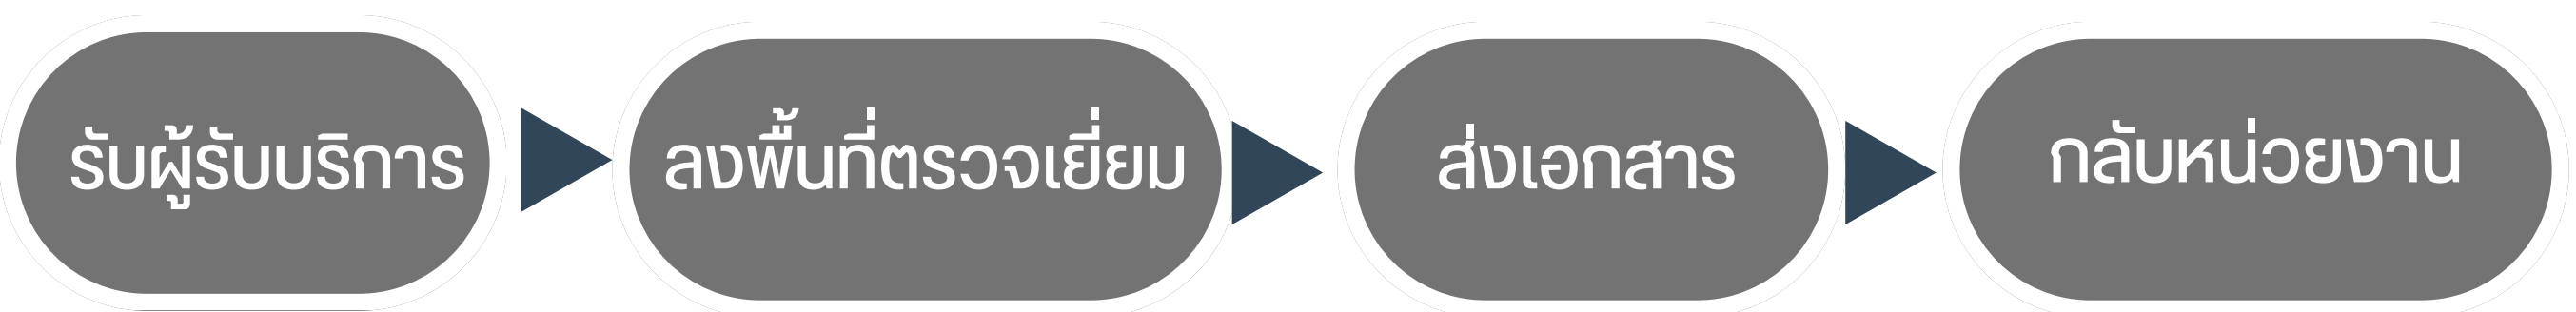 รับผู้รับบริการ
ลงพื้นที่ตรวจเยี่ยม
ส่งเอกสาร
กลับหน่วยงาน